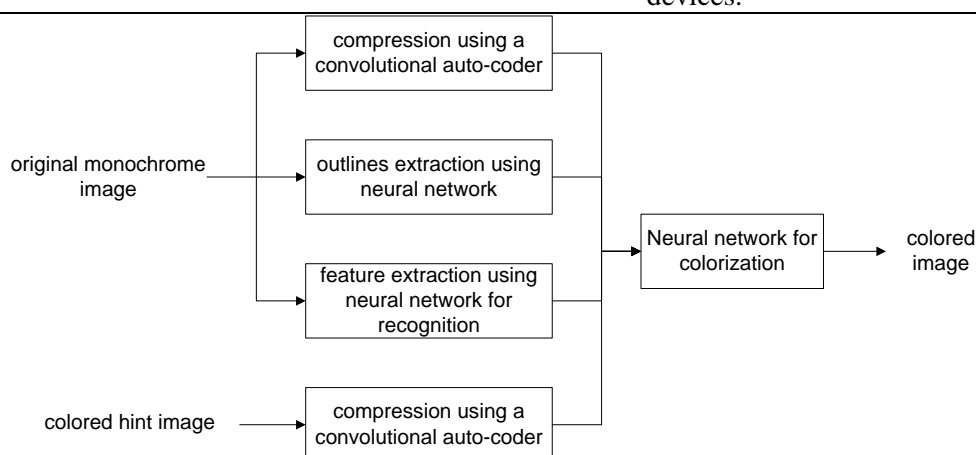 devices.
compression using a
convolutional auto-coder
original monochrome
image
outlines extraction using
neural network
Neural network for
colorization
colored
image
feature extraction using
neural network for
recognition
colored hint image
compression using a
convolutional auto-coder